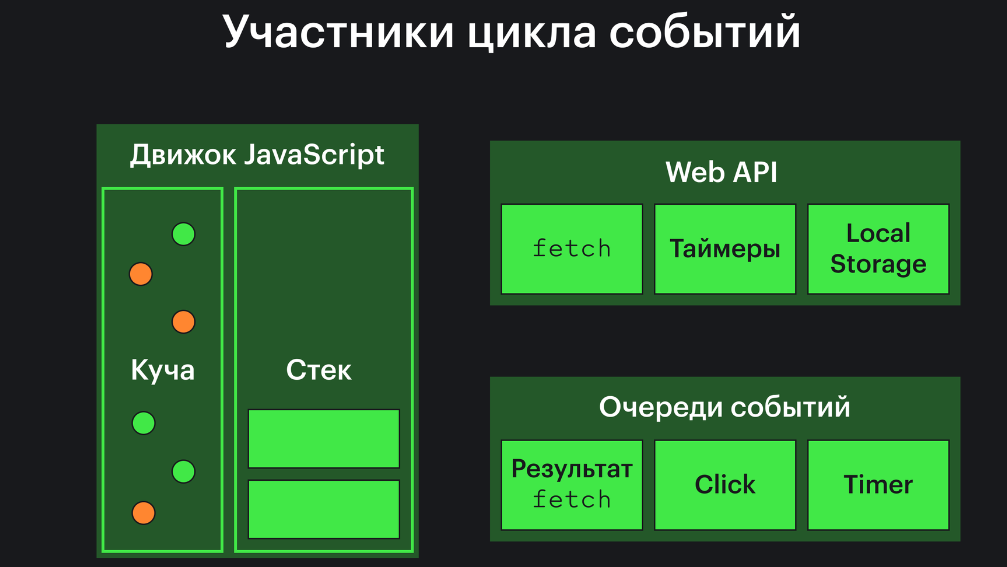 Участники цикла событий
Движок JavaScript
Куча
Стек
Web API
fetch
Таймеры
Local
Storage
Очереди событий
Результат
fetch
Click
Timer